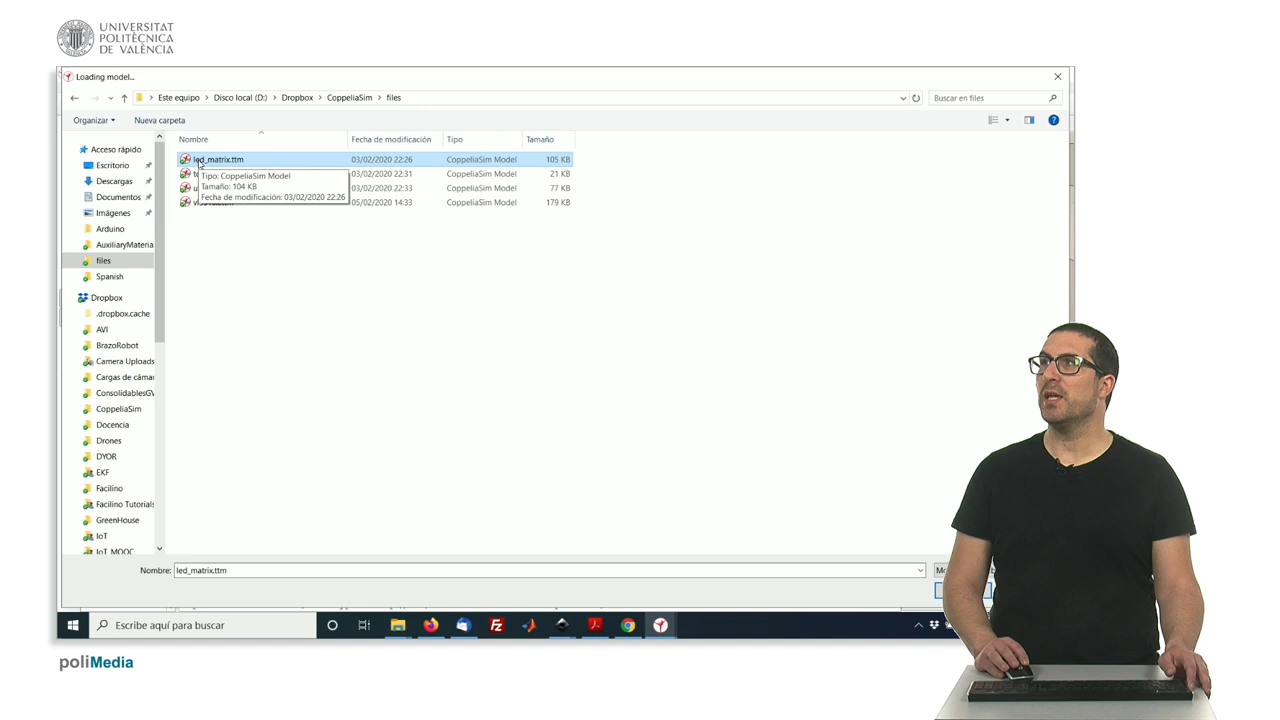 UNIVERSITAT
POLITÈCNICA
DE VALÈNCIA
Loading model...
Este equipo > Disco local (D:) > Dropbox > CoppeliaSim > files
Buscar en files
Organizar
Nueva carpeta
Nombre
Fecha de modificación
Tipo
Tamaño
Acceso rápido
Escritorio
Descargas
Documentos
Imágenes
Arduino
AuxiliaryMateria
files
Spanish
Dropbox
.dropbox.cache
AVI
BrazoRobot
Camera Uploads
Cargas de cámar
ConsolidablesGV
CoppeliaSim
Docencia
Drones
DYOR
EKF
Facilino
Facilino Tutorials
GreenHouse
IoT
IoT_MOOC
led_matrix.ttm 03/02/2020 22:26 CoppeliaSim Model 105 KB
03/02/2020 22:31 CoppeliaSim Model 21 KB
03/02/2020 22:33 CoppeliaSim Model 77 KB
05/02/2020 14:33 CoppeliaSim Model 179 KB
Tipo: CoppeliaSim Model
Tamaño: 104 KB
Fecha de modificación: 03/02/2020 22:26
Nombre: led_matrix.ttm
Escribe aquí para buscar
poliMedia